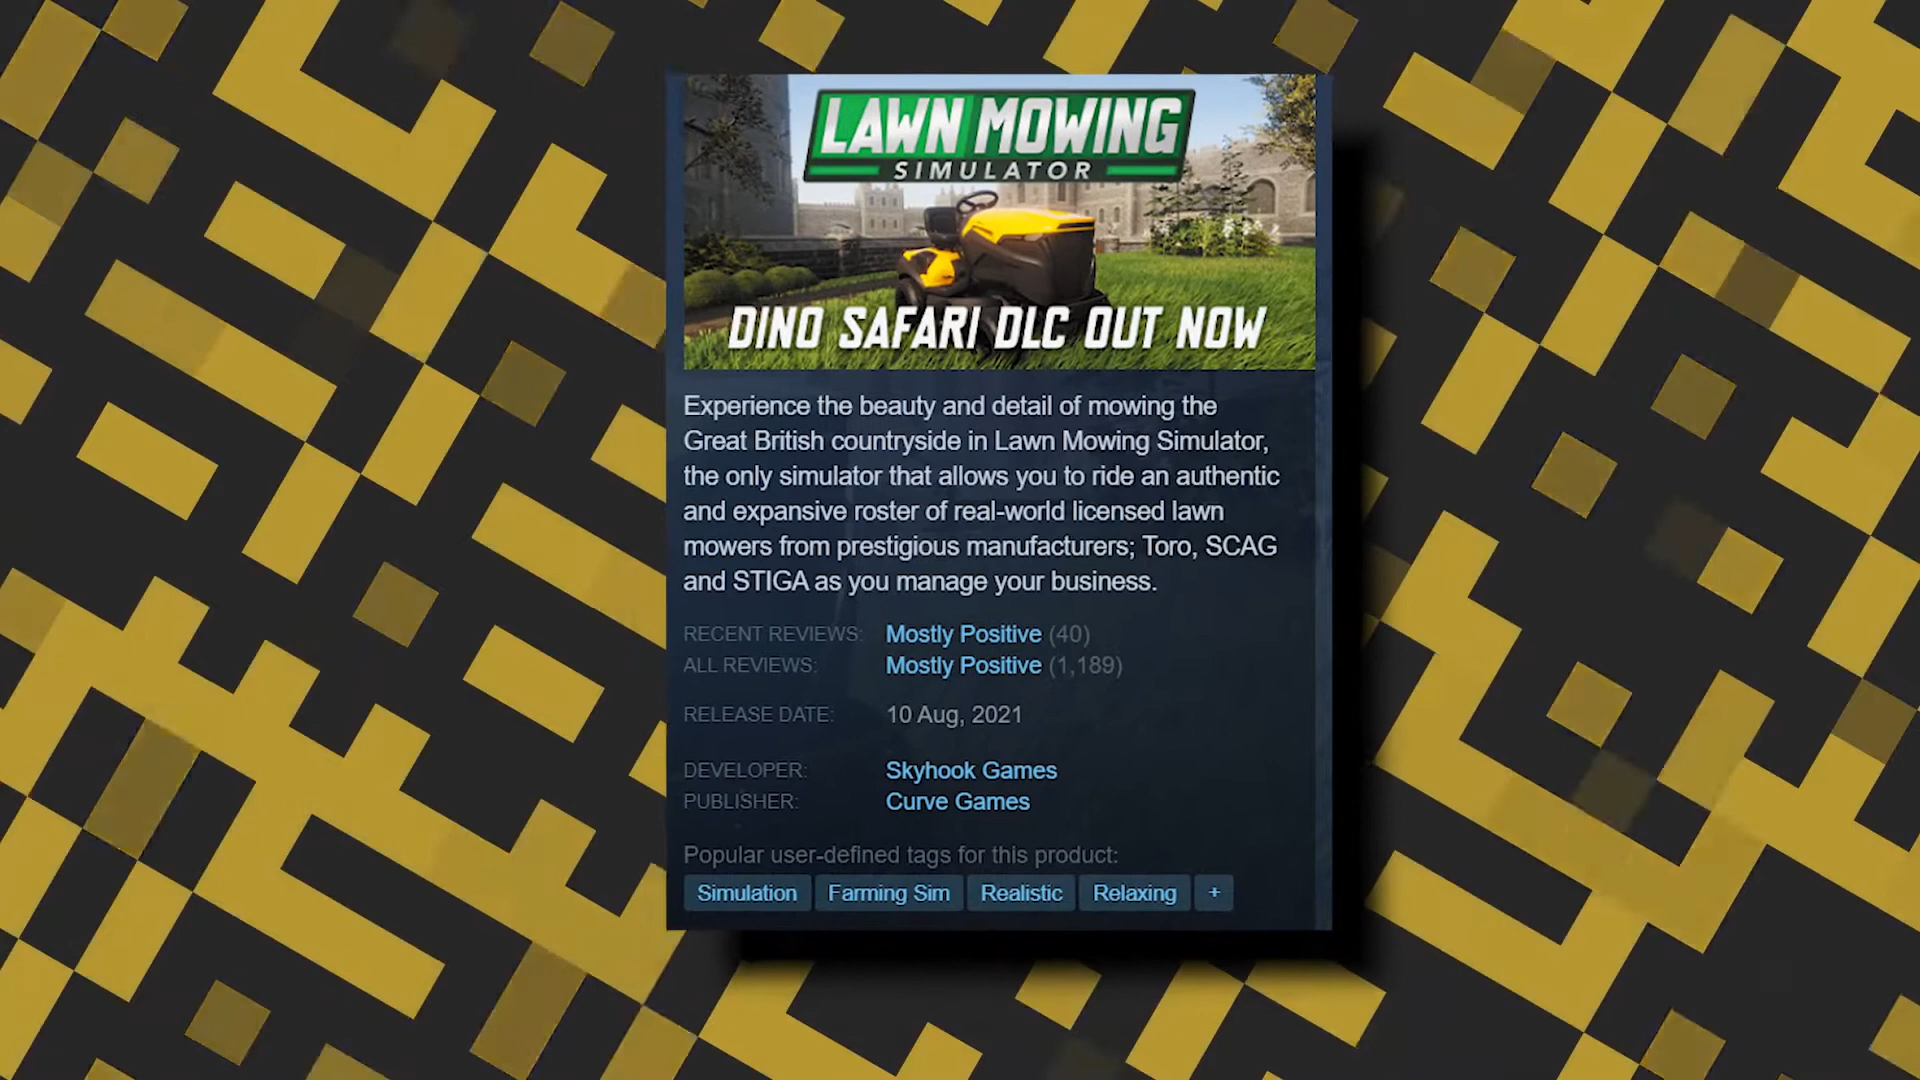 LAWN MOWING
SIMULATOR
DINO SAFARI DLC OUT NOW
Experience the beauty and detail of mowing the
Great British countryside in Lawn Mowing Simulator,
the only simulator that allows you to ride an authentic
and expansive roster of real-world licensed lawn
mowers from prestigious manufacturers; Toro, SCAG
and STIGA as you manage your business.
RECENT REVIEWS: Mostly Positive (40)
ALL REVIEWS: Mostly Positive (1,189)
RELEASE DATE: 10 Aug, 2021
DEVELOPER: Skyhook Games
PUBLISHER: Curve Games
Popular user-defined tags for this product:
Simulation Farming Sim Realistic Relaxing +